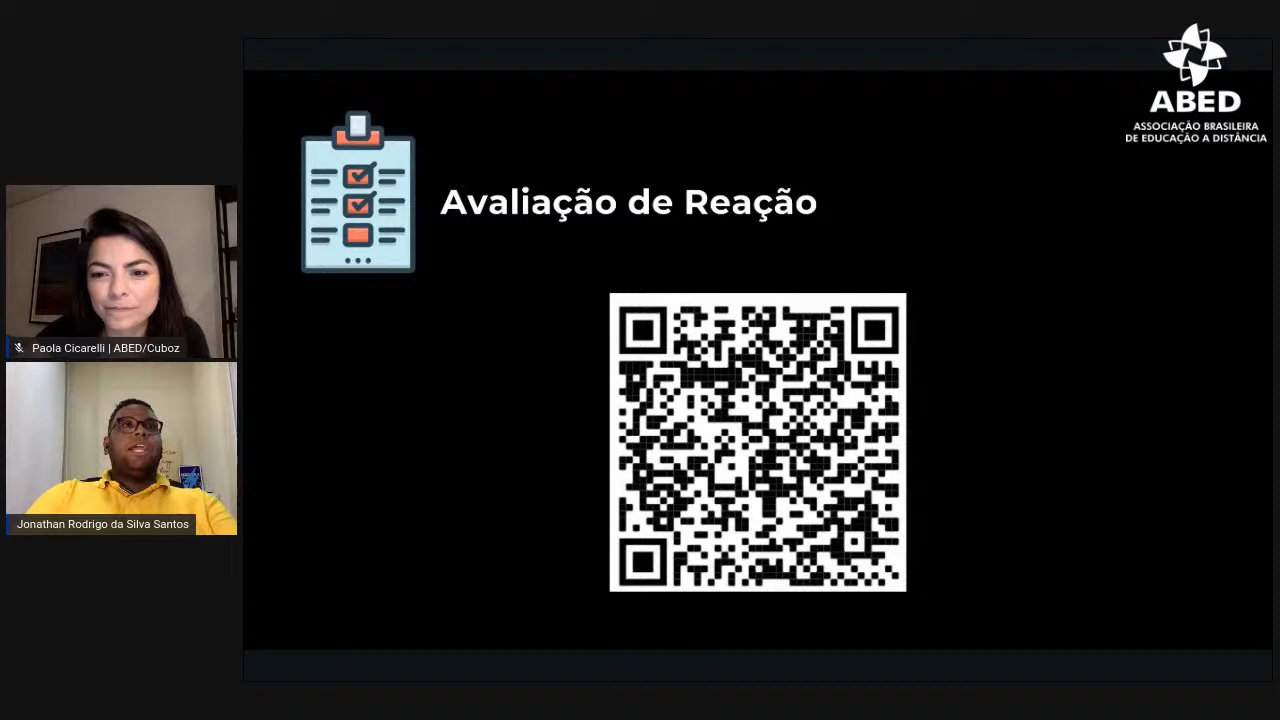 ABED
ASSOCIAÇÃO BRASILEIRA
DE EDUCAÇÃO A DISTÂNCIA
Avaliação de Reação
Paola Cicarelli | ABED/Cuboz
Jonathan Rodrigo da Silva Santos